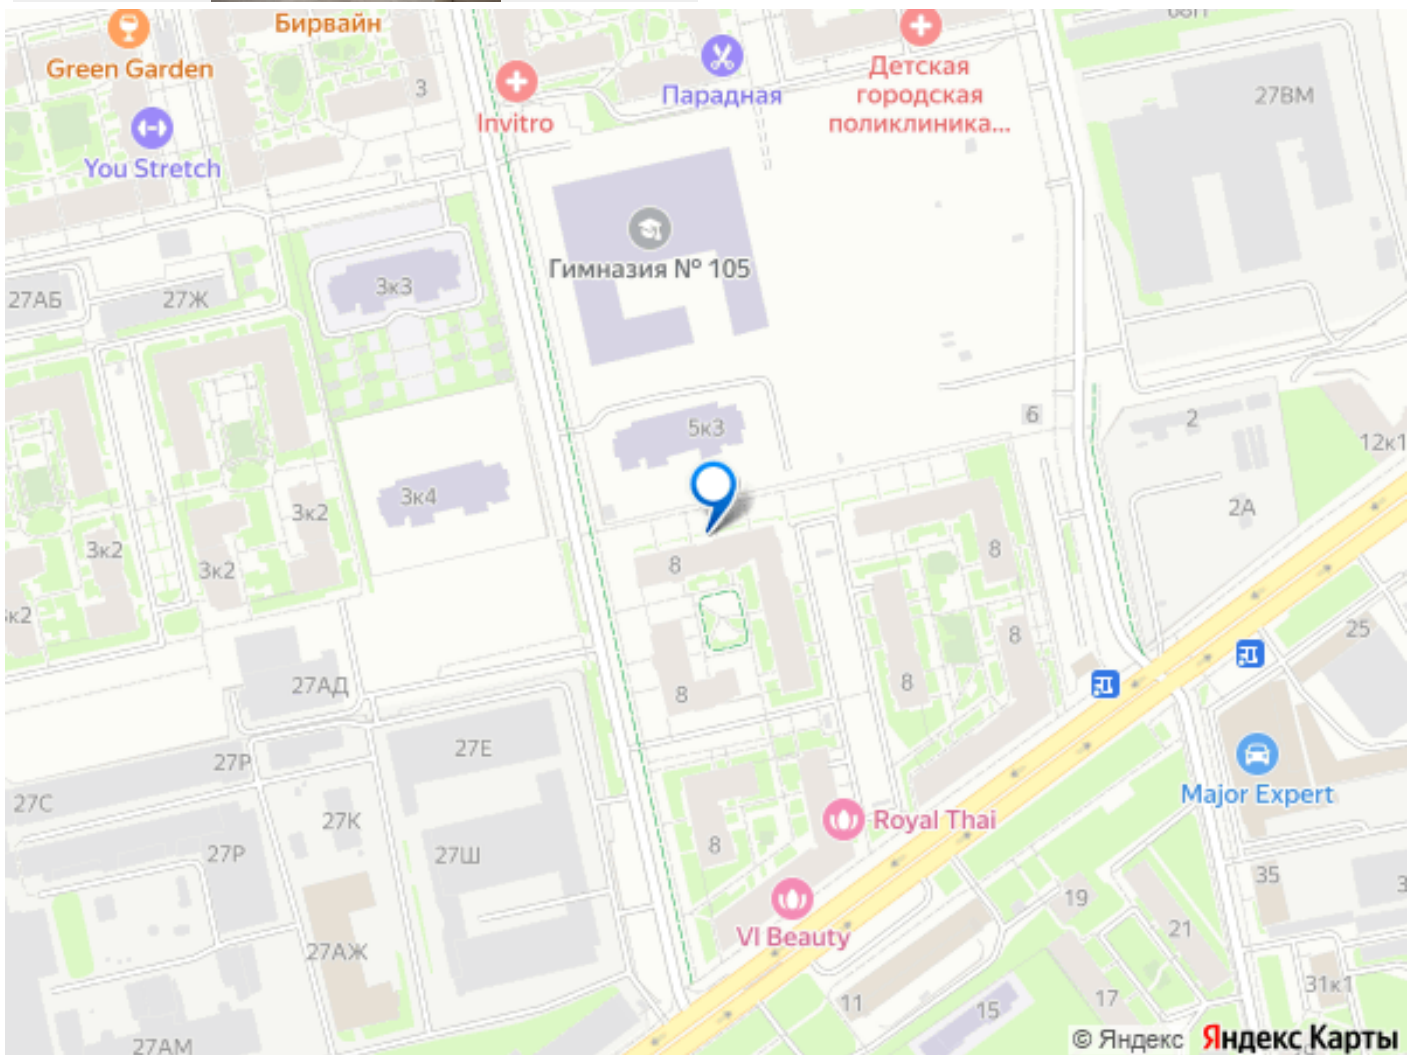 Бирвайн
Green Garden
3
Invitro
Парадная
Детская
городская
поликлиника...
27ВМ
You Stretch
Гимназия № 105
3к3
27АБ
27Ж
5к3
6
2
12к1
3к4
3к2
3к2
3к2
к2
2А
8
8
8
8
8
25
27АД
27Е
27Р
27С
27К
27Р
27Ш
Major Expert
Royal Thai
8
VI Beauty
35
3
19
21
27АЖ
11
15
17
31к1
27АМ
© Яндекс
Яндекс Карты